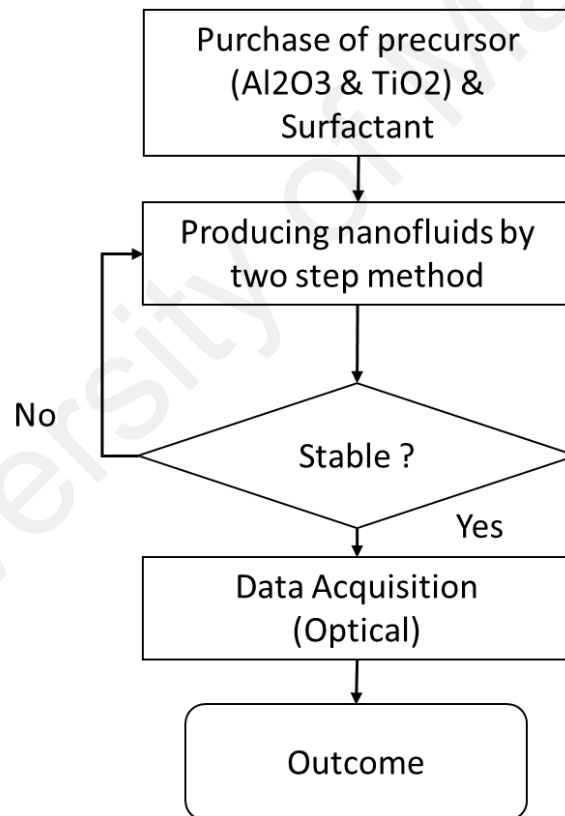 Purchase of precursor
(Al2O3 & TiO2) &
Surfactant
Producing nanofluids by
two step method
No
Stable ?
Yes
Data Acquisition
(Optical)
Outcome